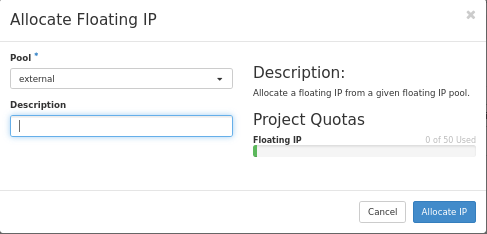 Allocate Floating IP
×
Pool *
external
Description
Description:
Allocate a floating IP from a given floating IP pool.
Project Quotas
Floating IP
0 of 50 Used
Cancel
Allocate IP